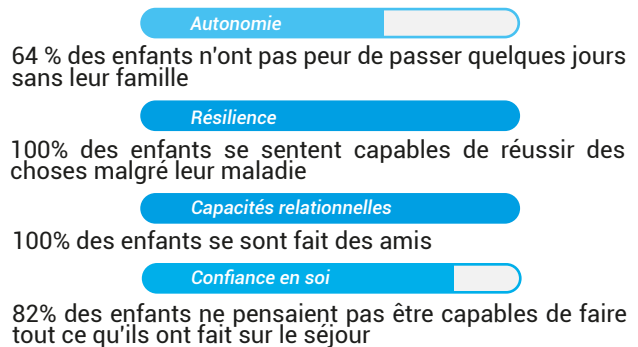 Autonomie
64 % des enfants n'ont pas peur de passer quelques jours
sans leur famille
Résilience
100% des enfants se sentent capables de réussir des
choses malgré leur maladie
Capacités relationnelles
100% des enfants se sont fait des amis
Confiance en soi
82% des enfants ne pensaient pas être capables de faire
tout ce qu'ils ont fait sur le séjour